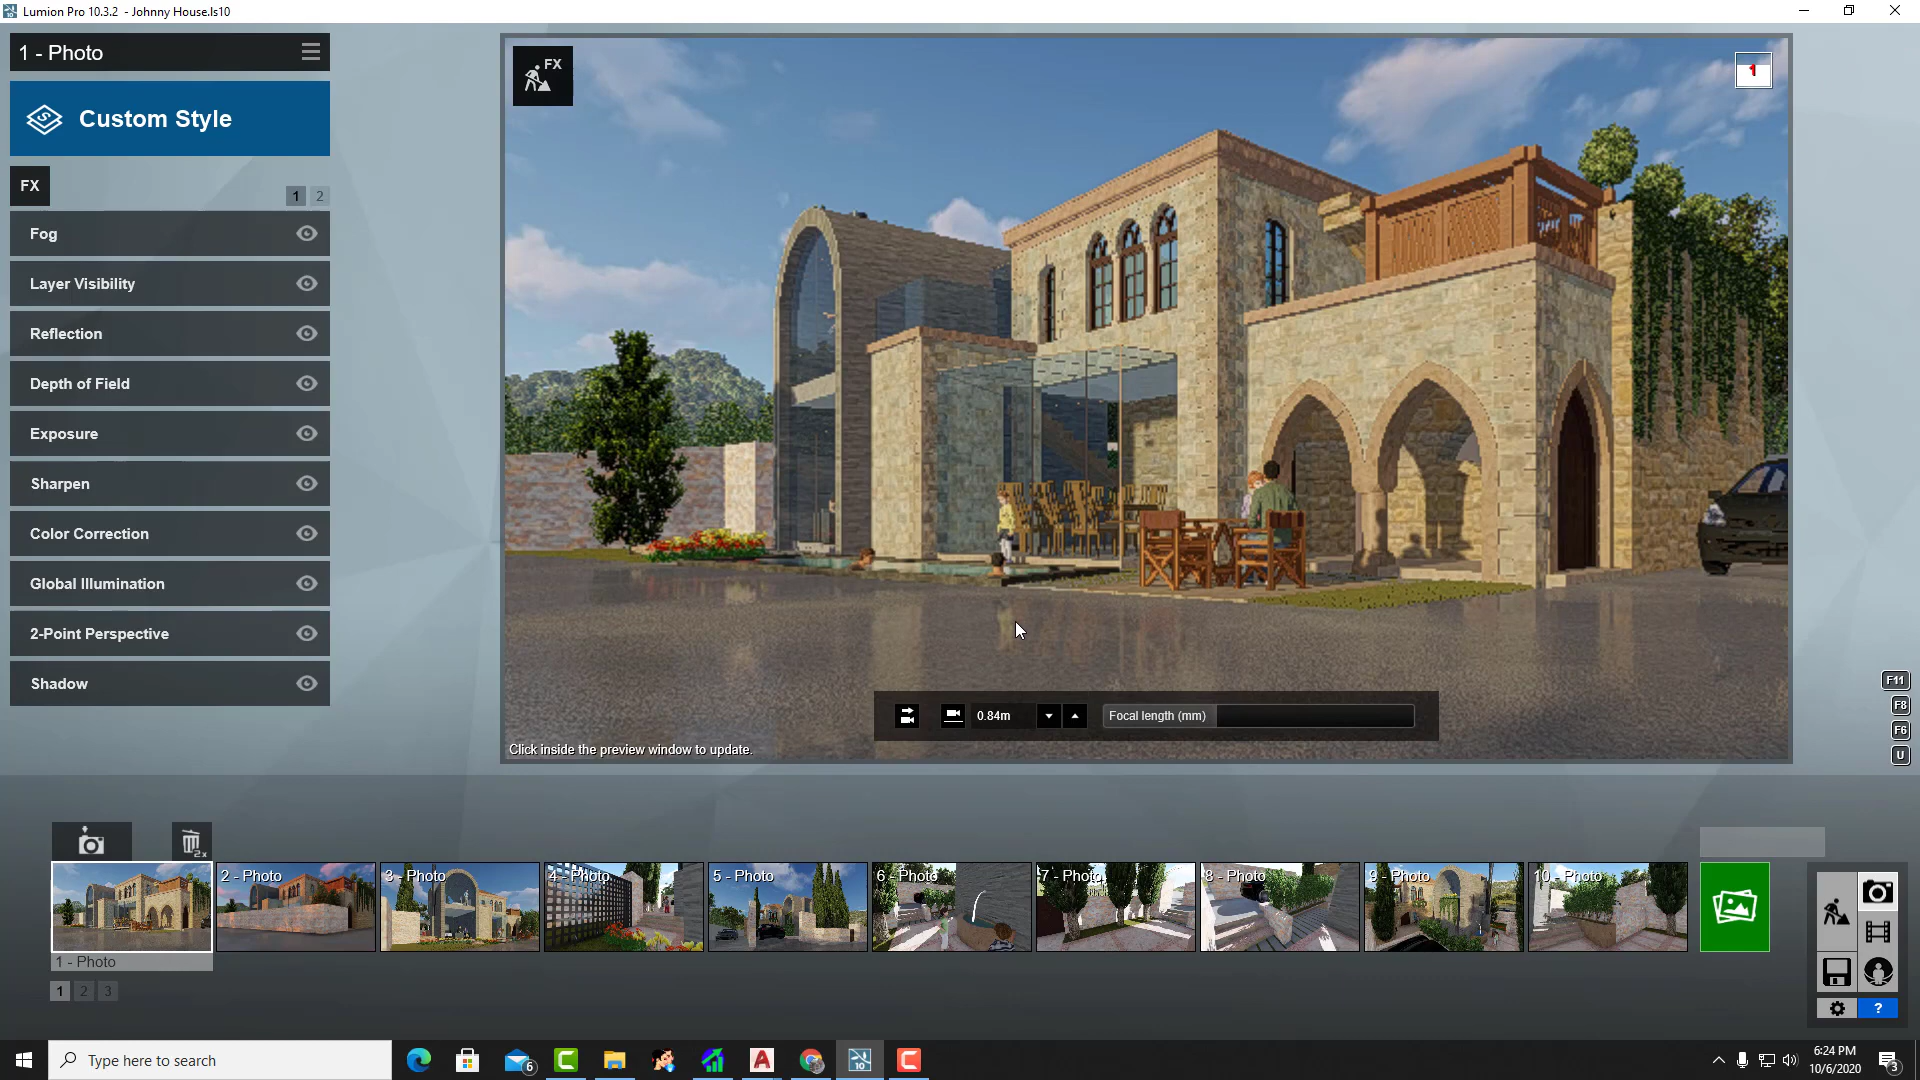 Lumion Pro 10.3.2 - Johnny House.ls10
1 - Photo
Custom Style
FX
1 2
Fog
Layer Visibility
Reflection
Depth of Field
Exposure
Sharpen
Color Correction
Global Illumination
2-Point Perspective
Shadow
FX
1
0.84m
Focal length (mm)
Click inside the preview window to update.
F11
F8
F6
U
2x
2 - Photo
3 - Photo
4 - Photo
5 - Photo
6 - Photo
7 - Photo
8 - Photo
9 - Photo
10 - Photo
1 - Photo
1 2 3
?
Type here to search
6
10
6:24 PM
10/6/2020
3